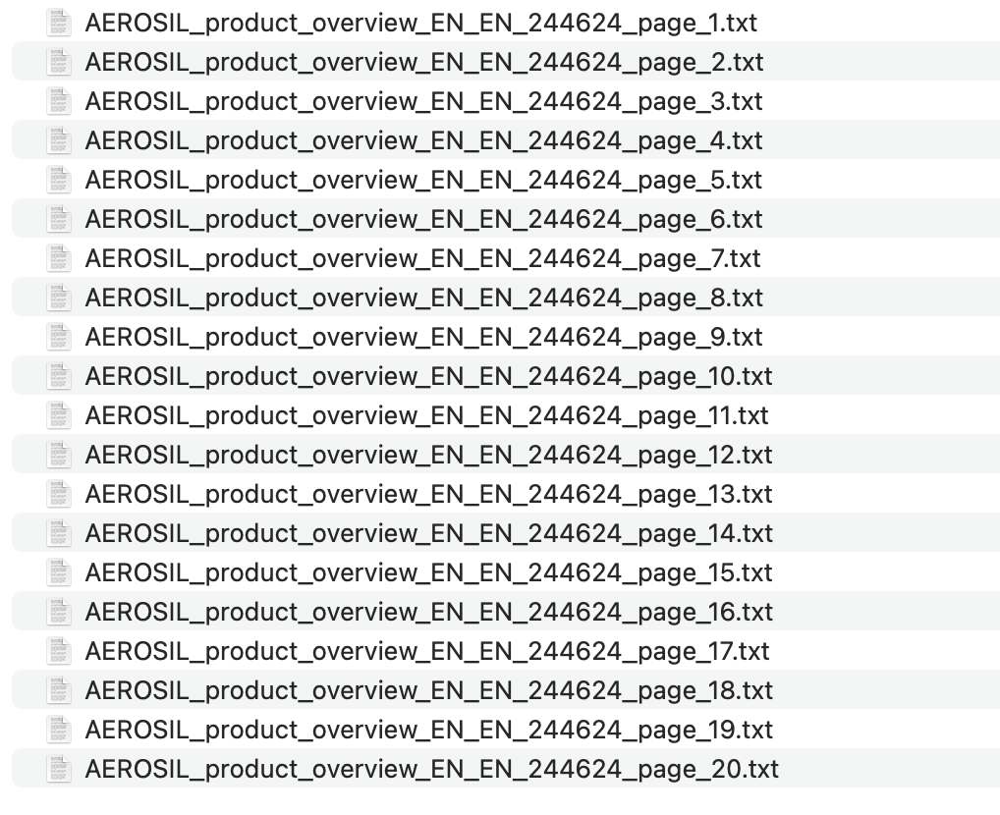 AEROSIL_product_overview_EN_EN_244624_page_1.txt
AEROSIL_product_overview_EN_EN_244624_page_2.txt
AEROSIL_product_overview_EN_EN_244624_page_3.txt
AEROSIL_product_overview_EN_EN_244624_page_4.txt
AEROSIL_product_overview_EN_EN_244624_page_5.txt
AEROSIL_product_overview_EN_EN_244624_page_6.txt
AEROSIL_product_overview_EN_EN_244624_page_7.txt
AEROSIL_product_overview_EN_EN_244624_page_8.txt
AEROSIL_product_overview_EN_EN_244624_page_9.txt
AEROSIL_product_overview_EN_EN_244624_page_10.txt
AEROSIL_product_overview_EN_EN_244624_page_11.txt
AEROSIL_product_overview_EN_EN_244624_page_12.txt
AEROSIL_product_overview_EN_EN_244624_page_13.txt
AEROSIL_product_overview_EN_EN_244624_page_14.txt
AEROSIL_product_overview_EN_EN_244624_page_15.txt
AEROSIL_product_overview_EN_EN_244624_page_16.txt
AEROSIL_product_overview_EN_EN_244624_page_17.txt
AEROSIL_product_overview_EN_EN_244624_page_18.txt
AEROSIL_product_overview_EN_EN_244624_page_19.txt
AEROSIL_product_overview_EN_EN_244624_page_20.txt